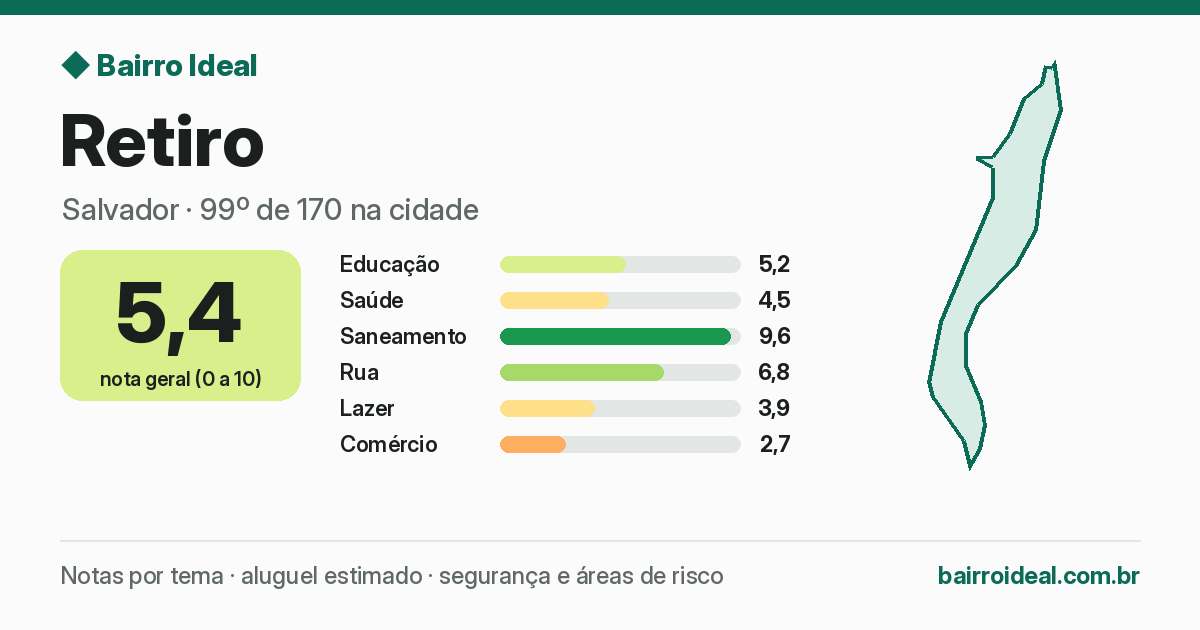 Bairro Ideal
Retiro
Salvador · 99º de 170 na cidade
5,4
nota geral (0 a 10)
Educação 5,2
Saúde 4,5
Saneamento 9,6
Rua 6,8
Lazer 3,9
Comércio 2,7
Notas por tema · aluguel estimado · segurança e áreas de risco
bairroideal.com.br